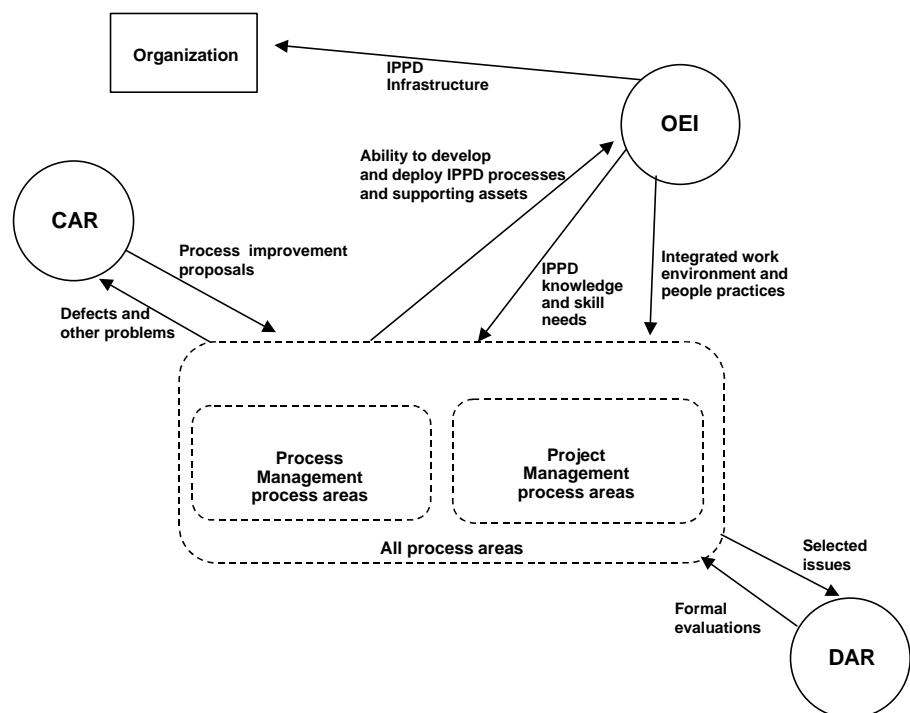 Organization
IPPD
Infrastructure
OEI
Ability to develop
and deploy IPPD processes
and supporting assets
CAR
Process improvement
proposals
IPPD
knowledge
and skill
needs
Integrated work
environment and
people practices
Defects and
other problems
Process
Management
process areas
Project
Management
process areas
All process areas
Selected
issues
Formal
evaluations
DAR